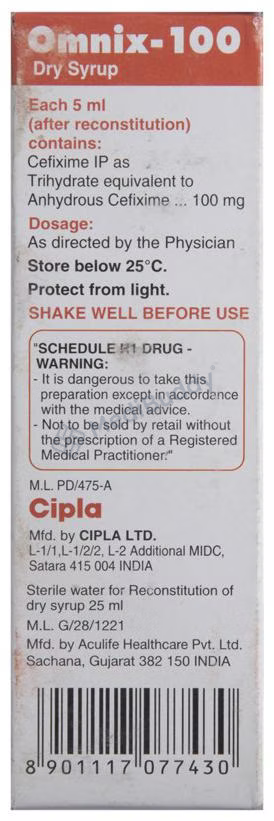 Omnix-100
Dry Syrup
Each 5 ml
(after reconstitution)
contains:
Cefixime IP as
Trihydrate equivalent to
Anhydrous Cefixime ... 100 mg
Dosage:
As directed by the Physician
Store below 25°C.
Protect from light.
SHAKE WELL BEFORE USE
"SCHEDULE H1 DRUG -
WARNING:
- It is dangerous to take this
preparation except in accordance
with the medical advice.
- Not to be sold by retail without
the prescription of a Registered
Medical Practitioner."
M.L. PD/475-A
Cipla
Mfd. by CIPLA LTD.
L-1/1,L-1/2/2, L-2 Additional MIDC,
Satara 415 004 INDIA
Sterile water for Reconstitution of
dry syrup 25 ml
M.L. G/28/1221
Mfd. by Aculife Healthcare Pvt. Ltd.
Sachana, Gujarat 382 150 INDIA
8 901117 077430